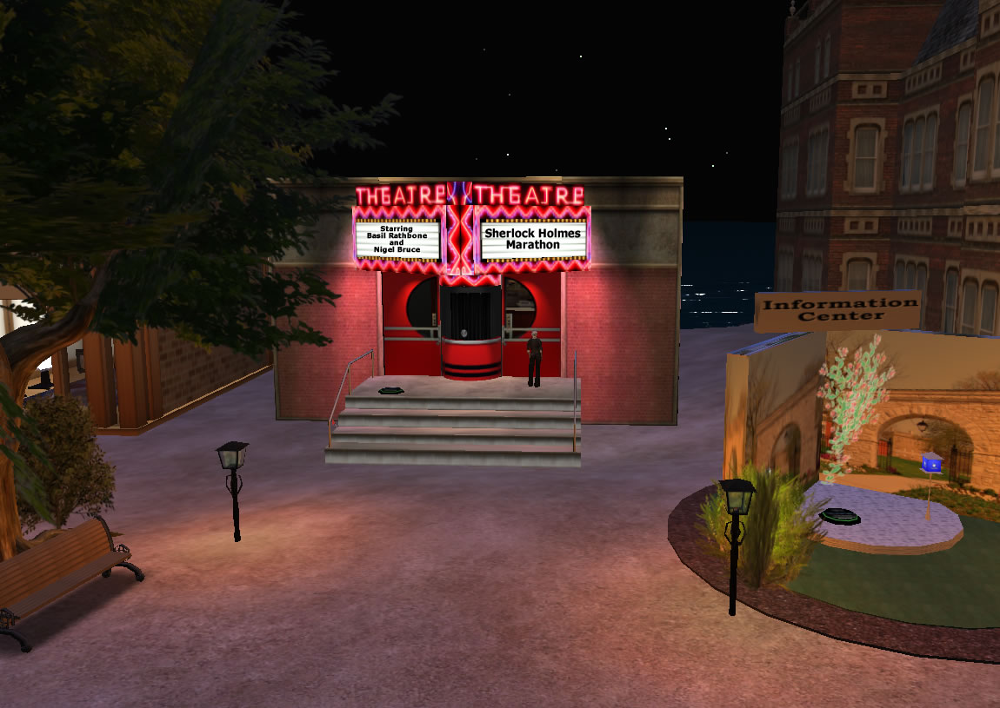 THEATRE THEATRE
Starring
Basil Rathbone
and
Nigel Bruce
Sherlock Holmes
Marathon
Information
Center